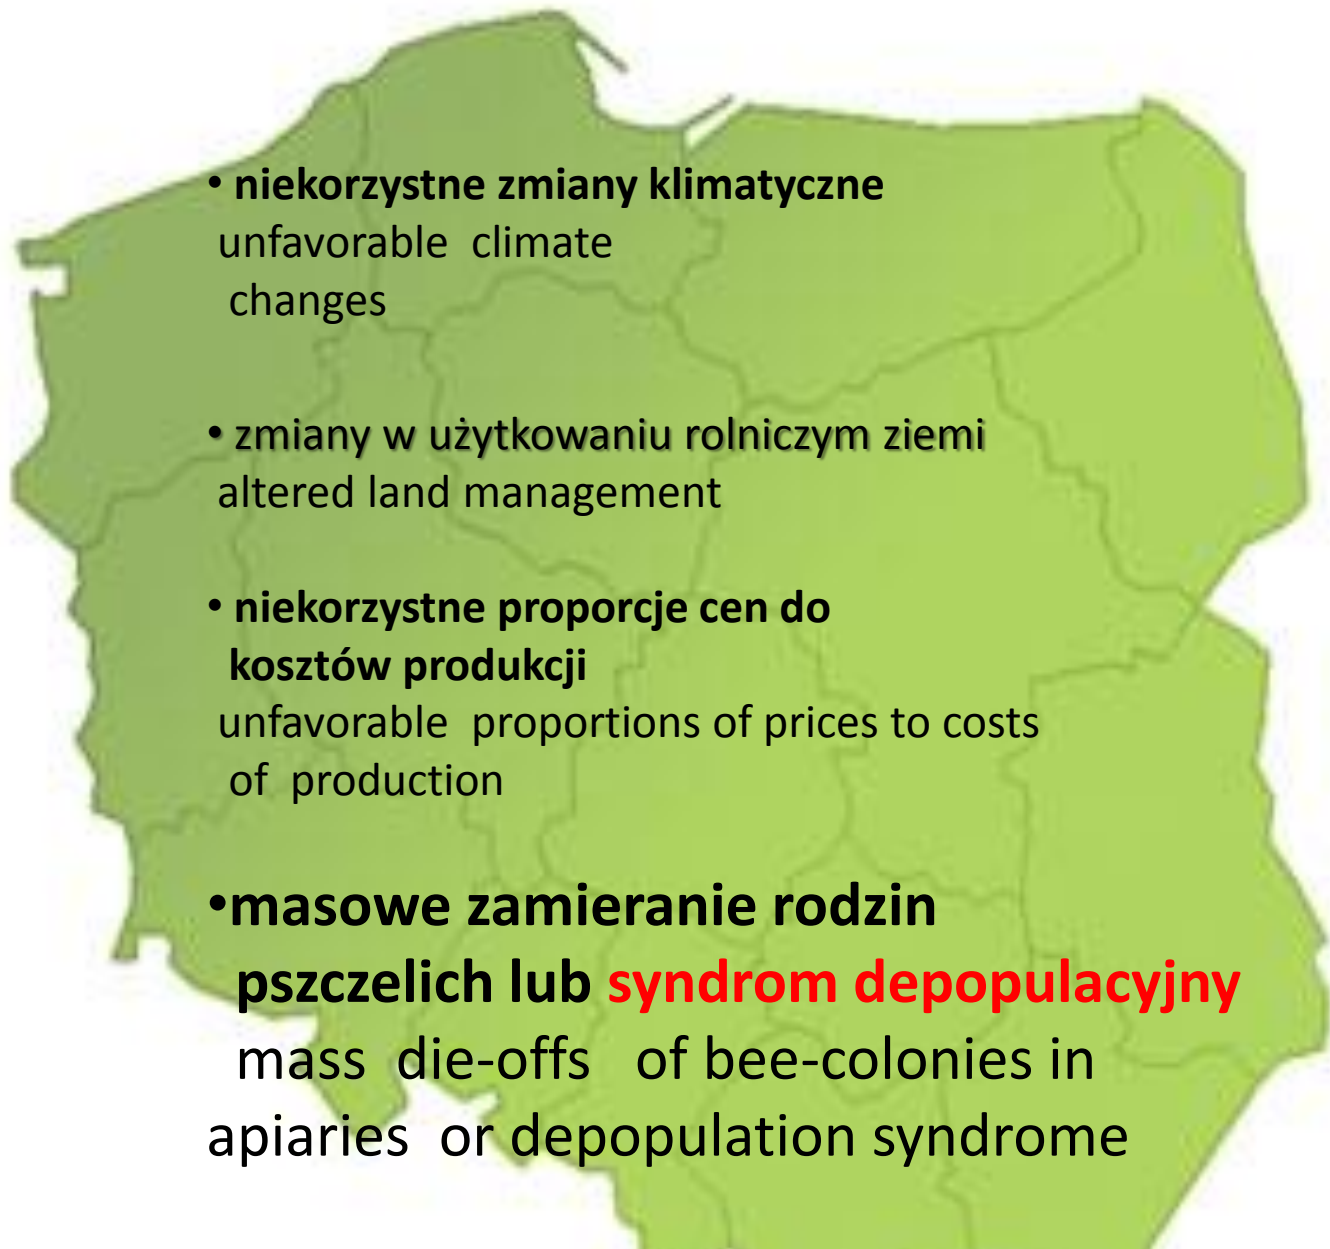 • niekorzystne zmiany klimatyczne
unfavorable climate
changes
• zmiany w użytkowaniu rolniczym ziemi
altered land management
• niekorzystne proporcje cen do
kosztów produkcji
unfavorable proportions of prices to costs
of production
•masowe zamieranie rodzin
pszczelich lub syndrom depopulacyjny
mass die-offs of bee-colonies in
apiaries or depopulation syndrome